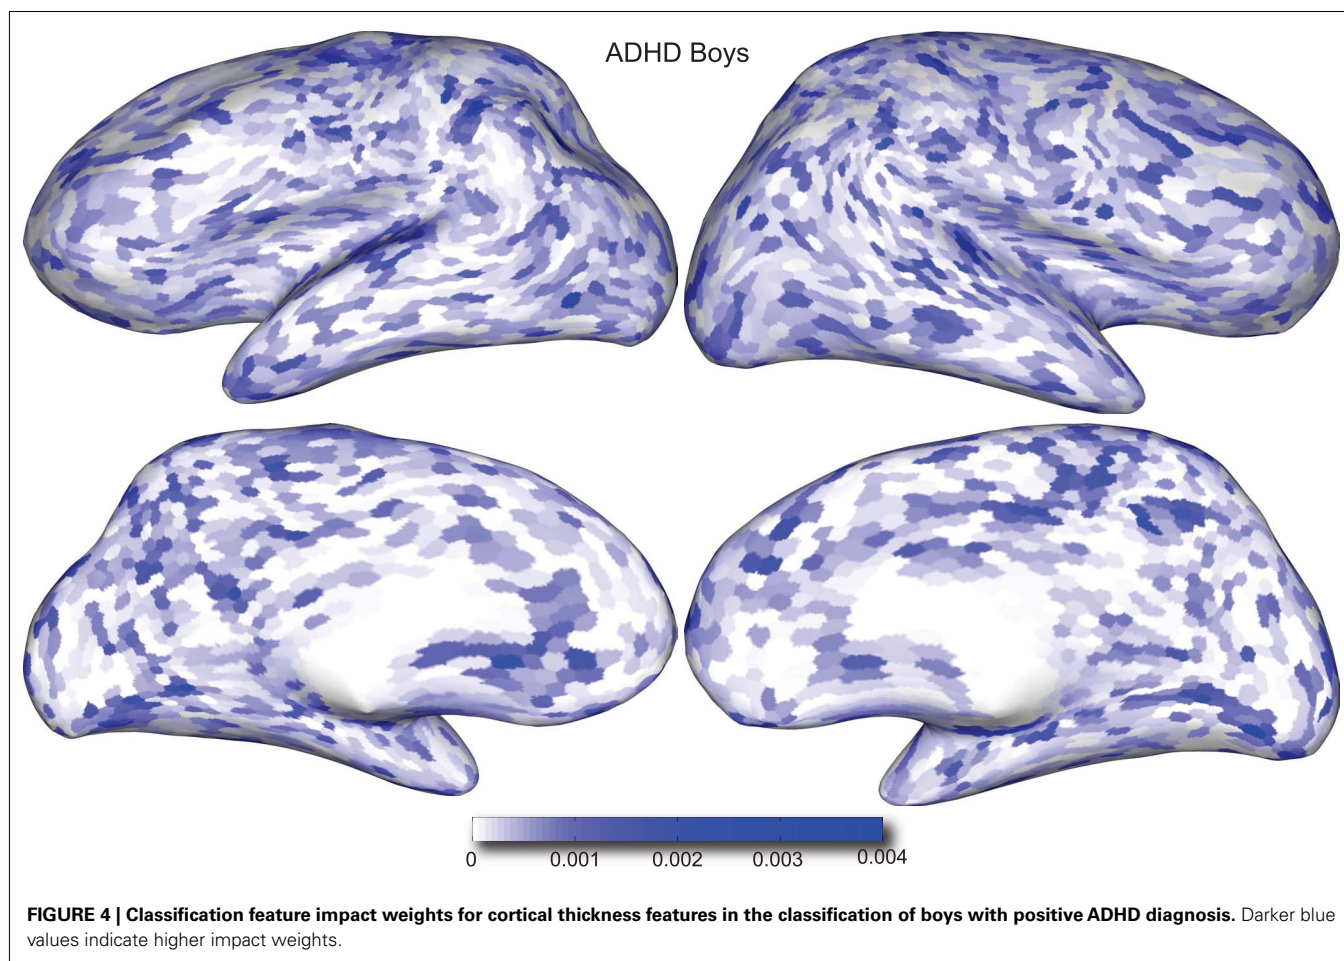 ADHD Boys
0 0.001 0.002 0.003 0.004
FIGURE 4 | Classification feature impact weights for cortical thickness features in the classification of boys with positive ADHD diagnosis. Darker blue
values indicate higher impact weights.